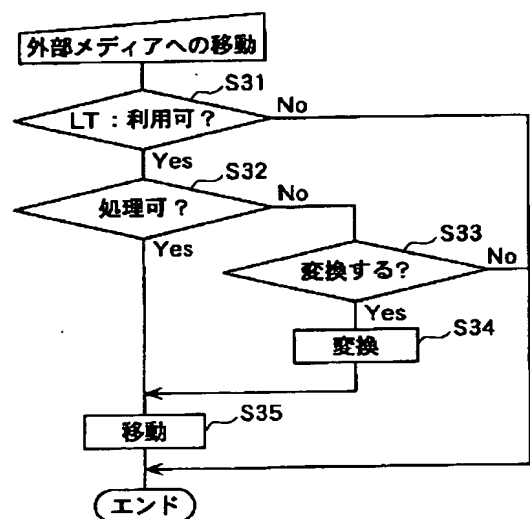 外部メディアへの移動
S31
LT：利用可？
No
Yes
S32
処理可？
No
Yes
S33
変換する？
No
Yes
S34
変換
S35
移動
エンド